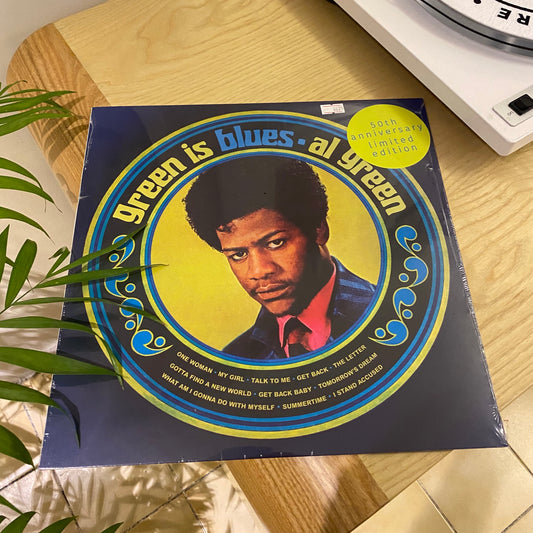 green is blues • al green
50th
anniversary
limited
edition
ONE WOMAN • MY GIRL • TALK TO ME • GET BACK • THE LETTER
GOTTA FIND A NEW WORLD • GET BACK BABY • TOMORROW'S DREAM
WHAT AM I GONNA DO WITH MYSELF • SUMMERTIME • I STAND ACCUSED